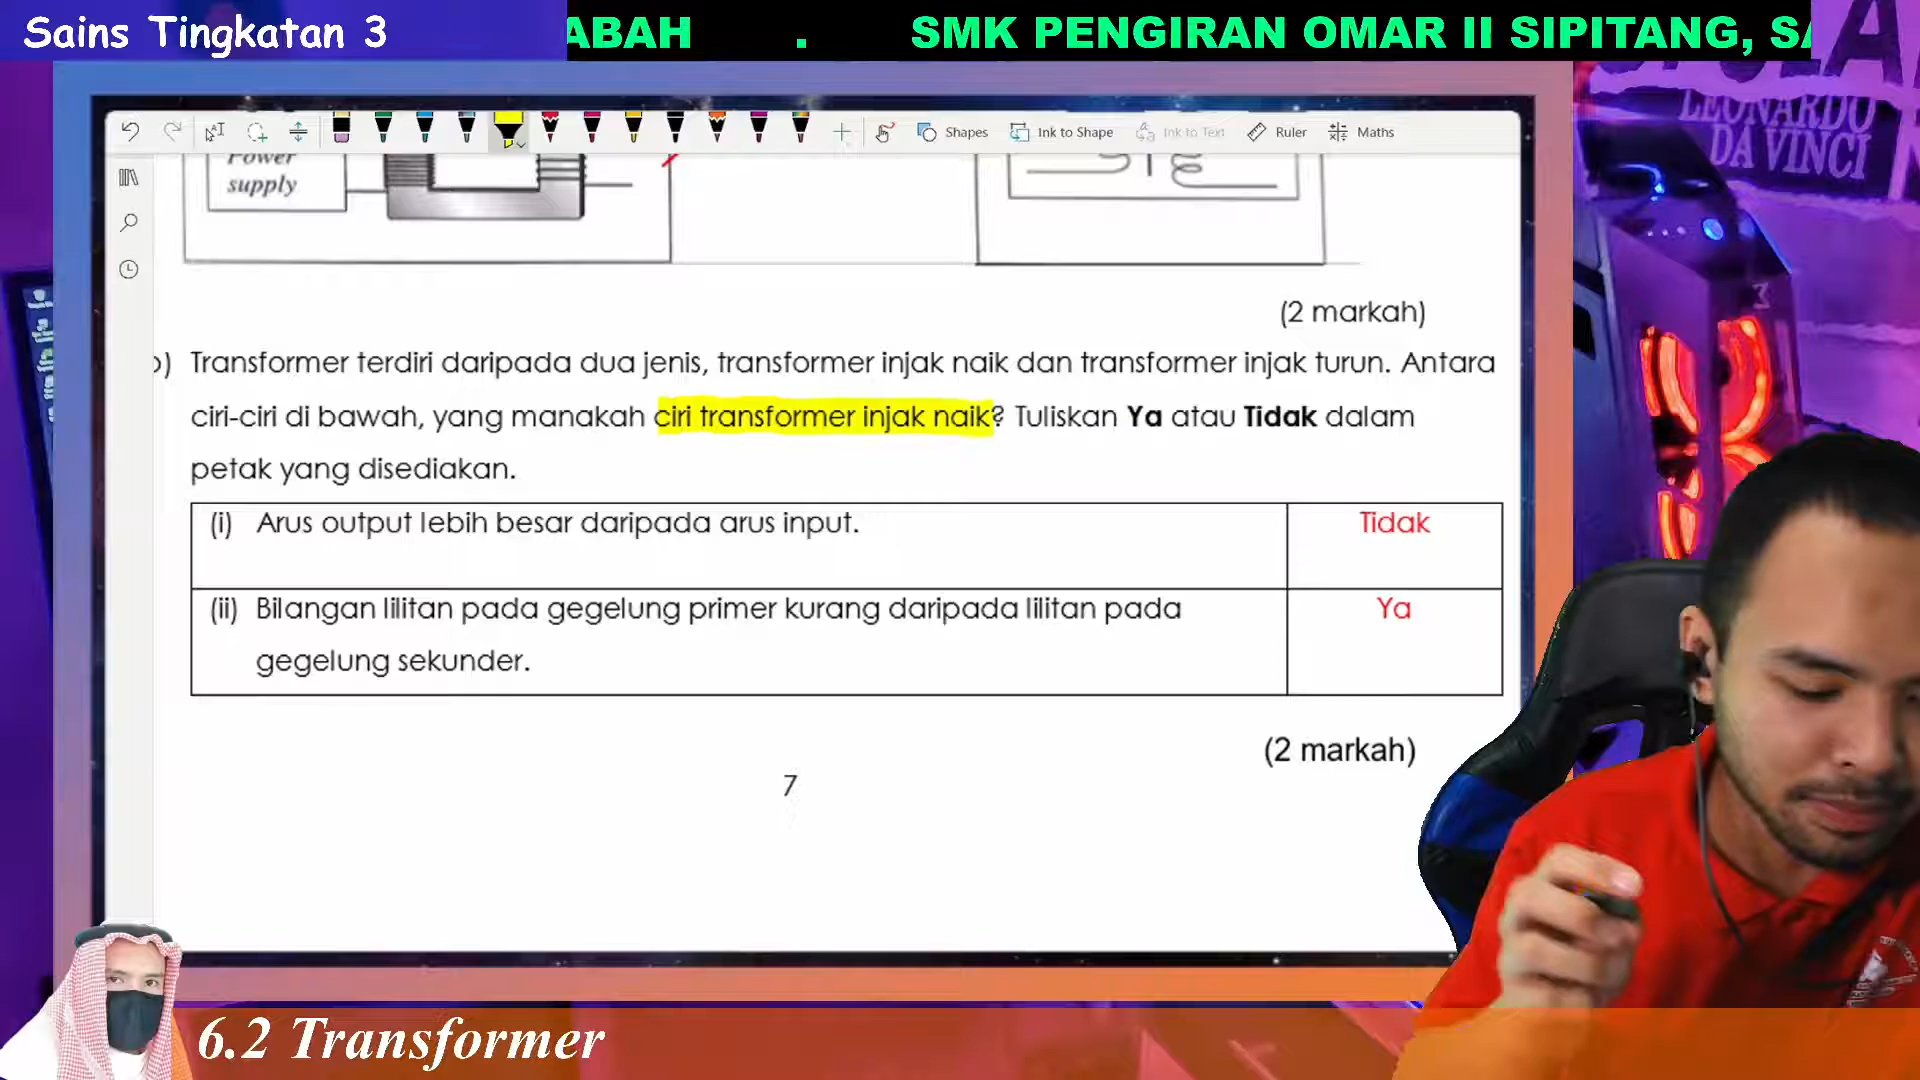 Sains Tingkatan 3
ABAH . SMK PENGIRAN OMAR II SIPITANG, SA
LEONARDO
DA VINCI
Shapes Ink to Shape Ink to Text Ruler Maths
Power
supply
(2 markah)
b) Transformer terdiri daripada dua jenis, transformer injak naik dan transformer injak turun. Antara
ciri-ciri di bawah, yang manakah ciri transformer injak naik? Tuliskan Ya atau Tidak dalam
petak yang disediakan.
(i) Arus output lebih besar daripada arus input. Tidak
(ii) Bilangan lilitan pada gegelung primer kurang daripada lilitan pada Ya
gegelung sekunder.
(2 markah)
7
6.2 Transformer